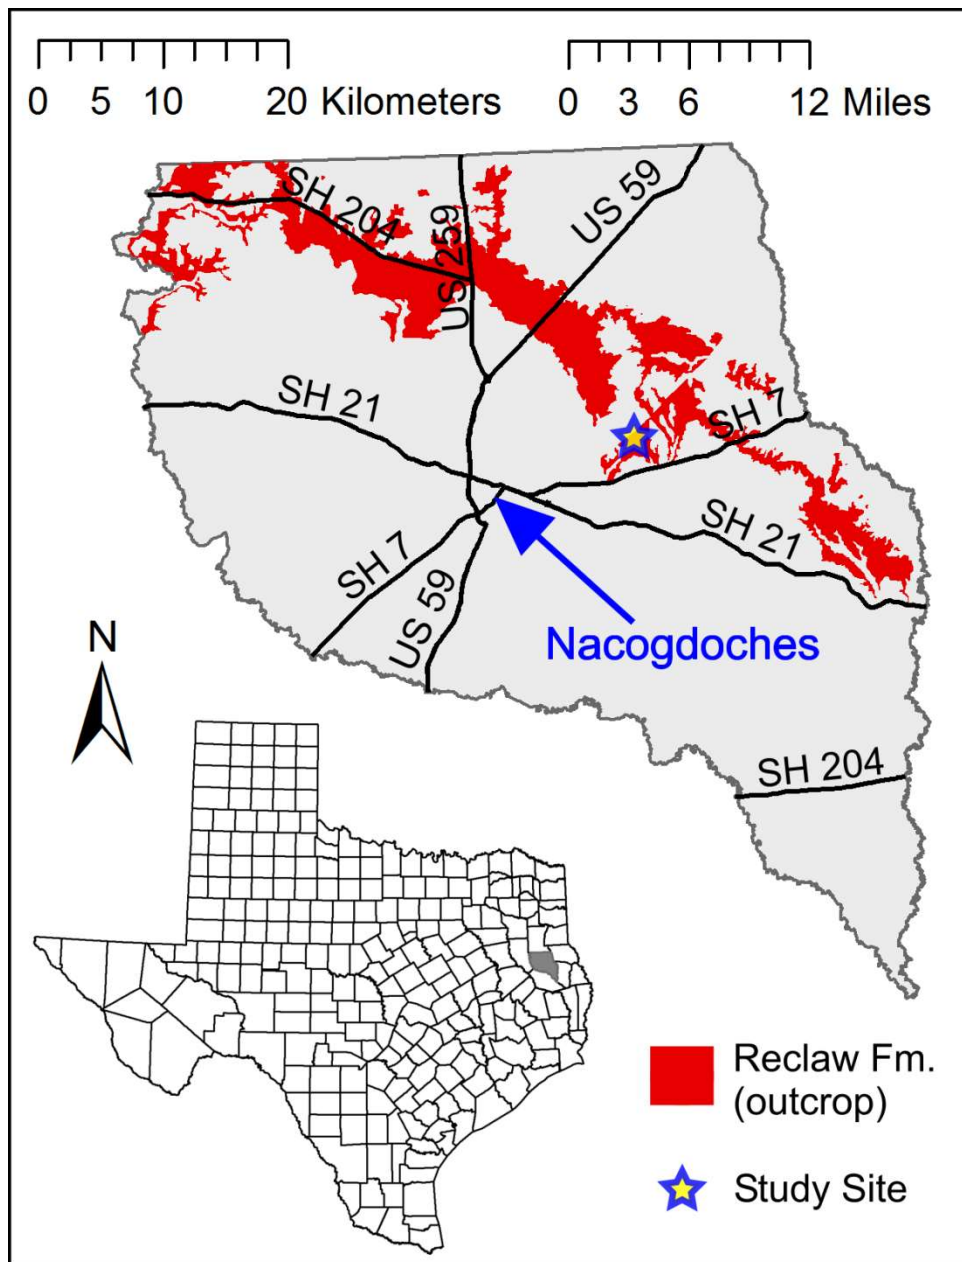 0 5 10 20 Kilometers
0 3 6 12 Miles
SH 204
US 259
US 59
SH 21
SH 7
SH 7
US 59
SH 21
Nacogdoches
N
SH 204
Reclaw Fm.
(outcrop)
Study Site